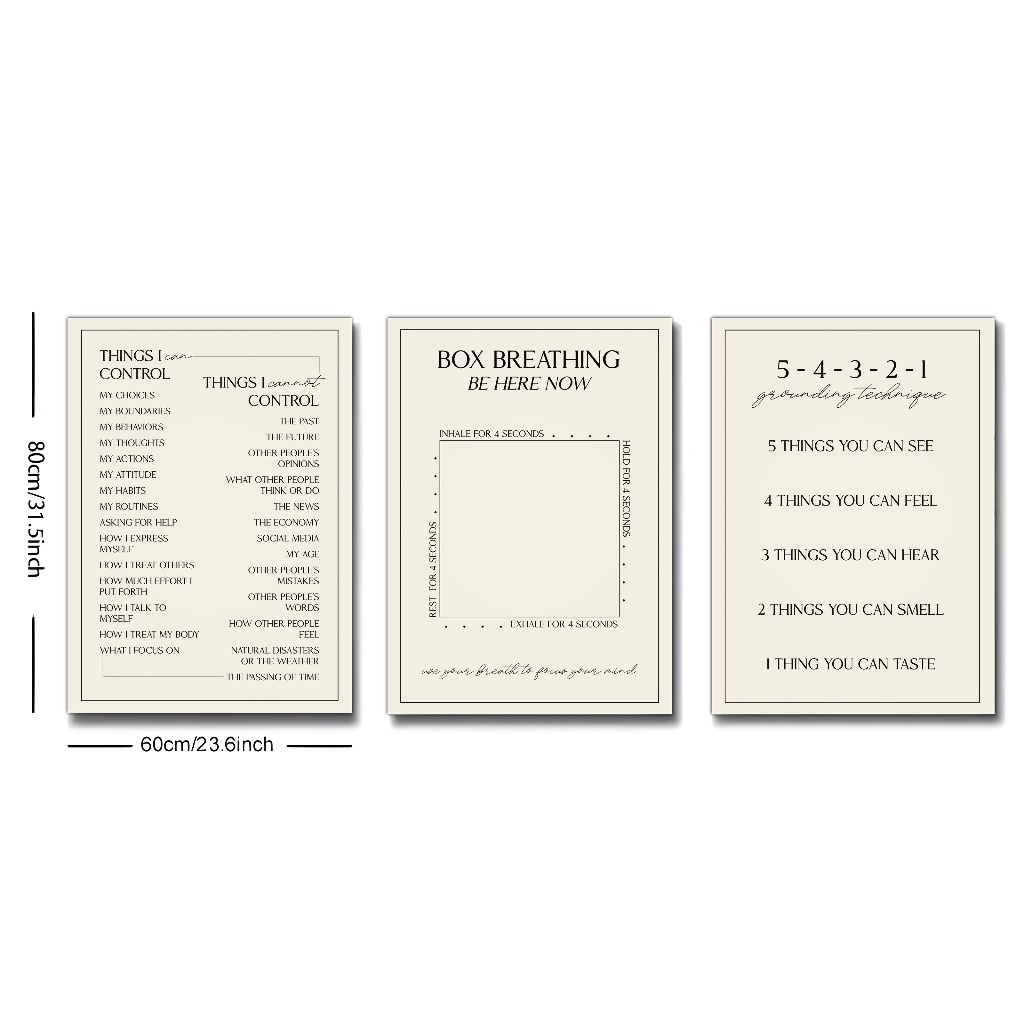 80cm/31.5inch
THINGS I can
CONTROL
MY CHOICES
MY BOUNDARIES
MY BEHAVIORS
MY THOUGHTS
MY ACTIONS
MY ATTITUDE
MY HABITS
MY ROUTINES
ASKING FOR HELP
HOW I EXPRESS
MYSELF
HOW I TREAT OTHERS
HOW MUCH EFFORT I
PUT FORTH
HOW I TALK TO
MYSELF
HOW I TREAT MY BODY
WHAT I FOCUS ON
THINGS I cannot
CONTROL
THE PAST
THE FUTURE
OTHER PEOPLE'S
OPINIONS
WHAT OTHER PEOPLE
THINK OR DO
THE NEWS
THE ECONOMY
SOCIAL MEDIA
MY AGE
OTHER PEOPLE'S
MISTAKES
OTHER PEOPLE'S
WORDS
HOW OTHER PEOPLE
FEEL
NATURAL DISASTERS
OR THE WEATHER
THE PASSING OF TIME
60cm/23.6inch
BOX BREATHING
BE HERE NOW
INHALE FOR 4 SECONDS . . . .
HOLD FOR 4 SECONDS . . . .
. . . . EXHALE FOR 4 SECONDS
REST FOR 4 SECONDS . . . .
use your breath to focus your mind
5 - 4 - 3 - 2 - 1
grounding technique
5 THINGS YOU CAN SEE
4 THINGS YOU CAN FEEL
3 THINGS YOU CAN HEAR
2 THINGS YOU CAN SMELL
1 THING YOU CAN TASTE